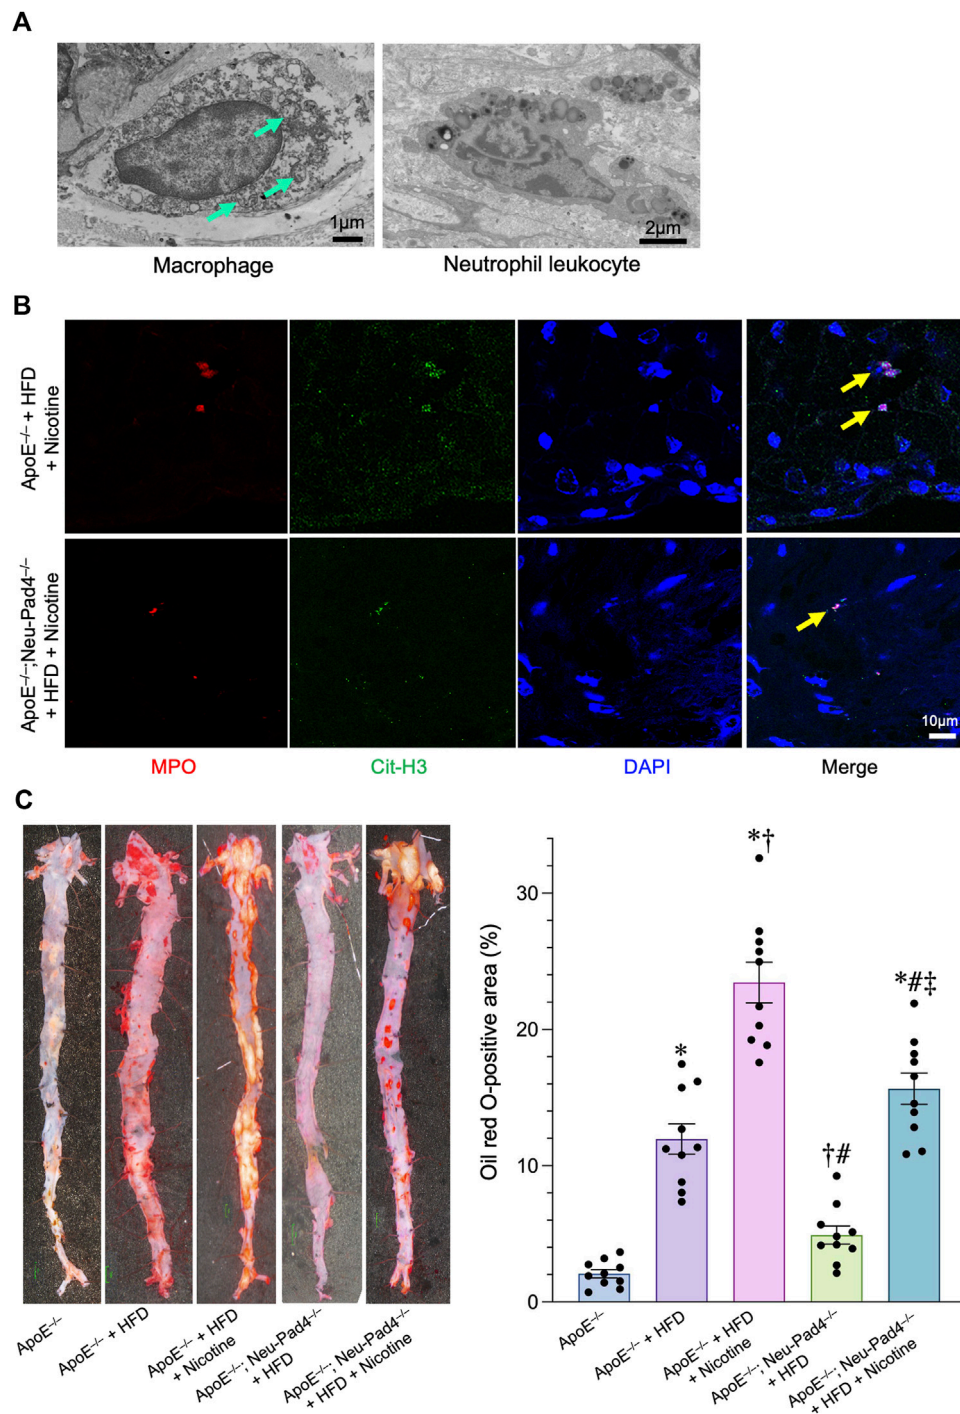 A
1μm
2μm
Macrophage
Neutrophil leukocyte
B
ApoE⁻/⁻ + HFD
+ Nicotine
ApoE⁻/⁻;Neu-Pad4⁻/⁻
+ HFD + Nicotine
10μm
MPO
Cit-H3
DAPI
Merge
C
ApoE⁻/⁻
ApoE⁻/⁻ + HFD
ApoE⁻/⁻ + HFD
+ Nicotine
ApoE⁻/⁻; Neu-Pad4⁻/⁻
+ HFD
ApoE⁻/⁻; Neu-Pad4⁻/⁻
+ HFD + Nicotine
Oil red O-positive area (%)
30
20
10
0
*
*†
†#
*#‡
ApoE⁻/⁻
ApoE⁻/⁻ + HFD
ApoE⁻/⁻ + HFD
+ Nicotine
ApoE⁻/⁻; Neu-Pad4⁻/⁻
+ HFD
ApoE⁻/⁻; Neu-Pad4⁻/⁻
+ HFD + Nicotine